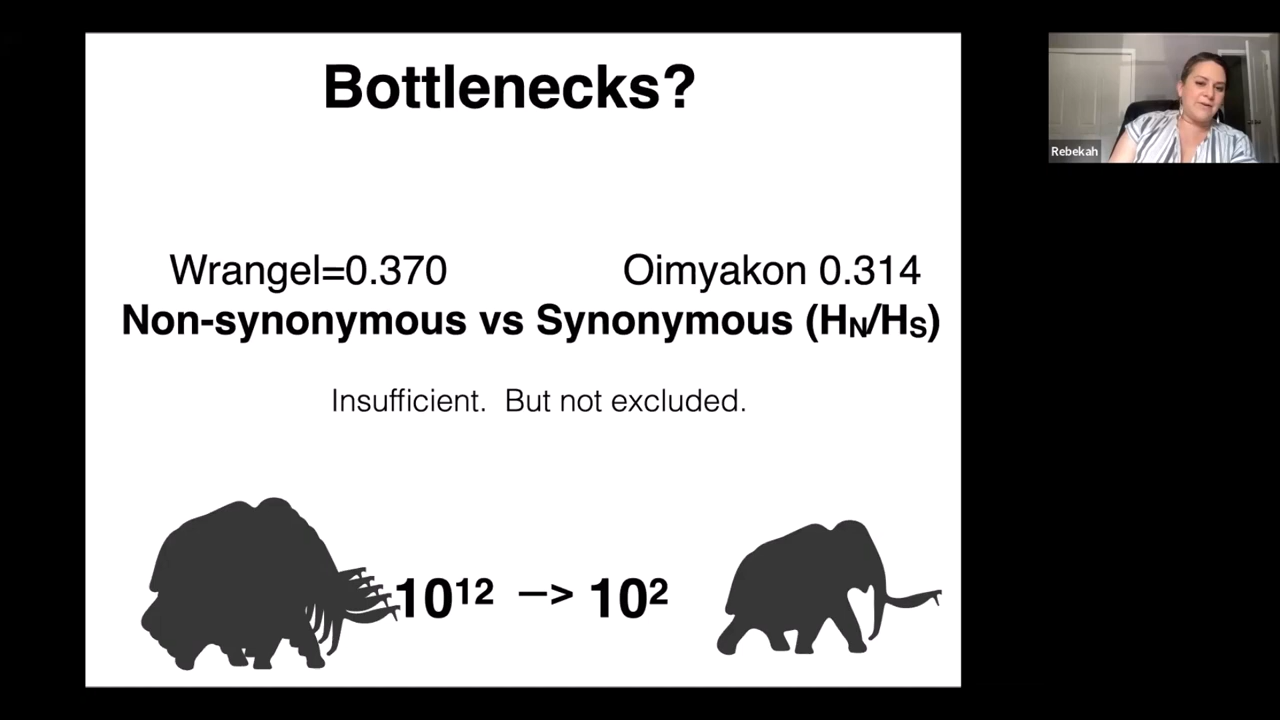 Bottlenecks?
Rebekah
Wrangel=0.370 Oimyakon 0.314
Non-synonymous vs Synonymous (HN/HS)
Insufficient. But not excluded.
10¹² –> 10²